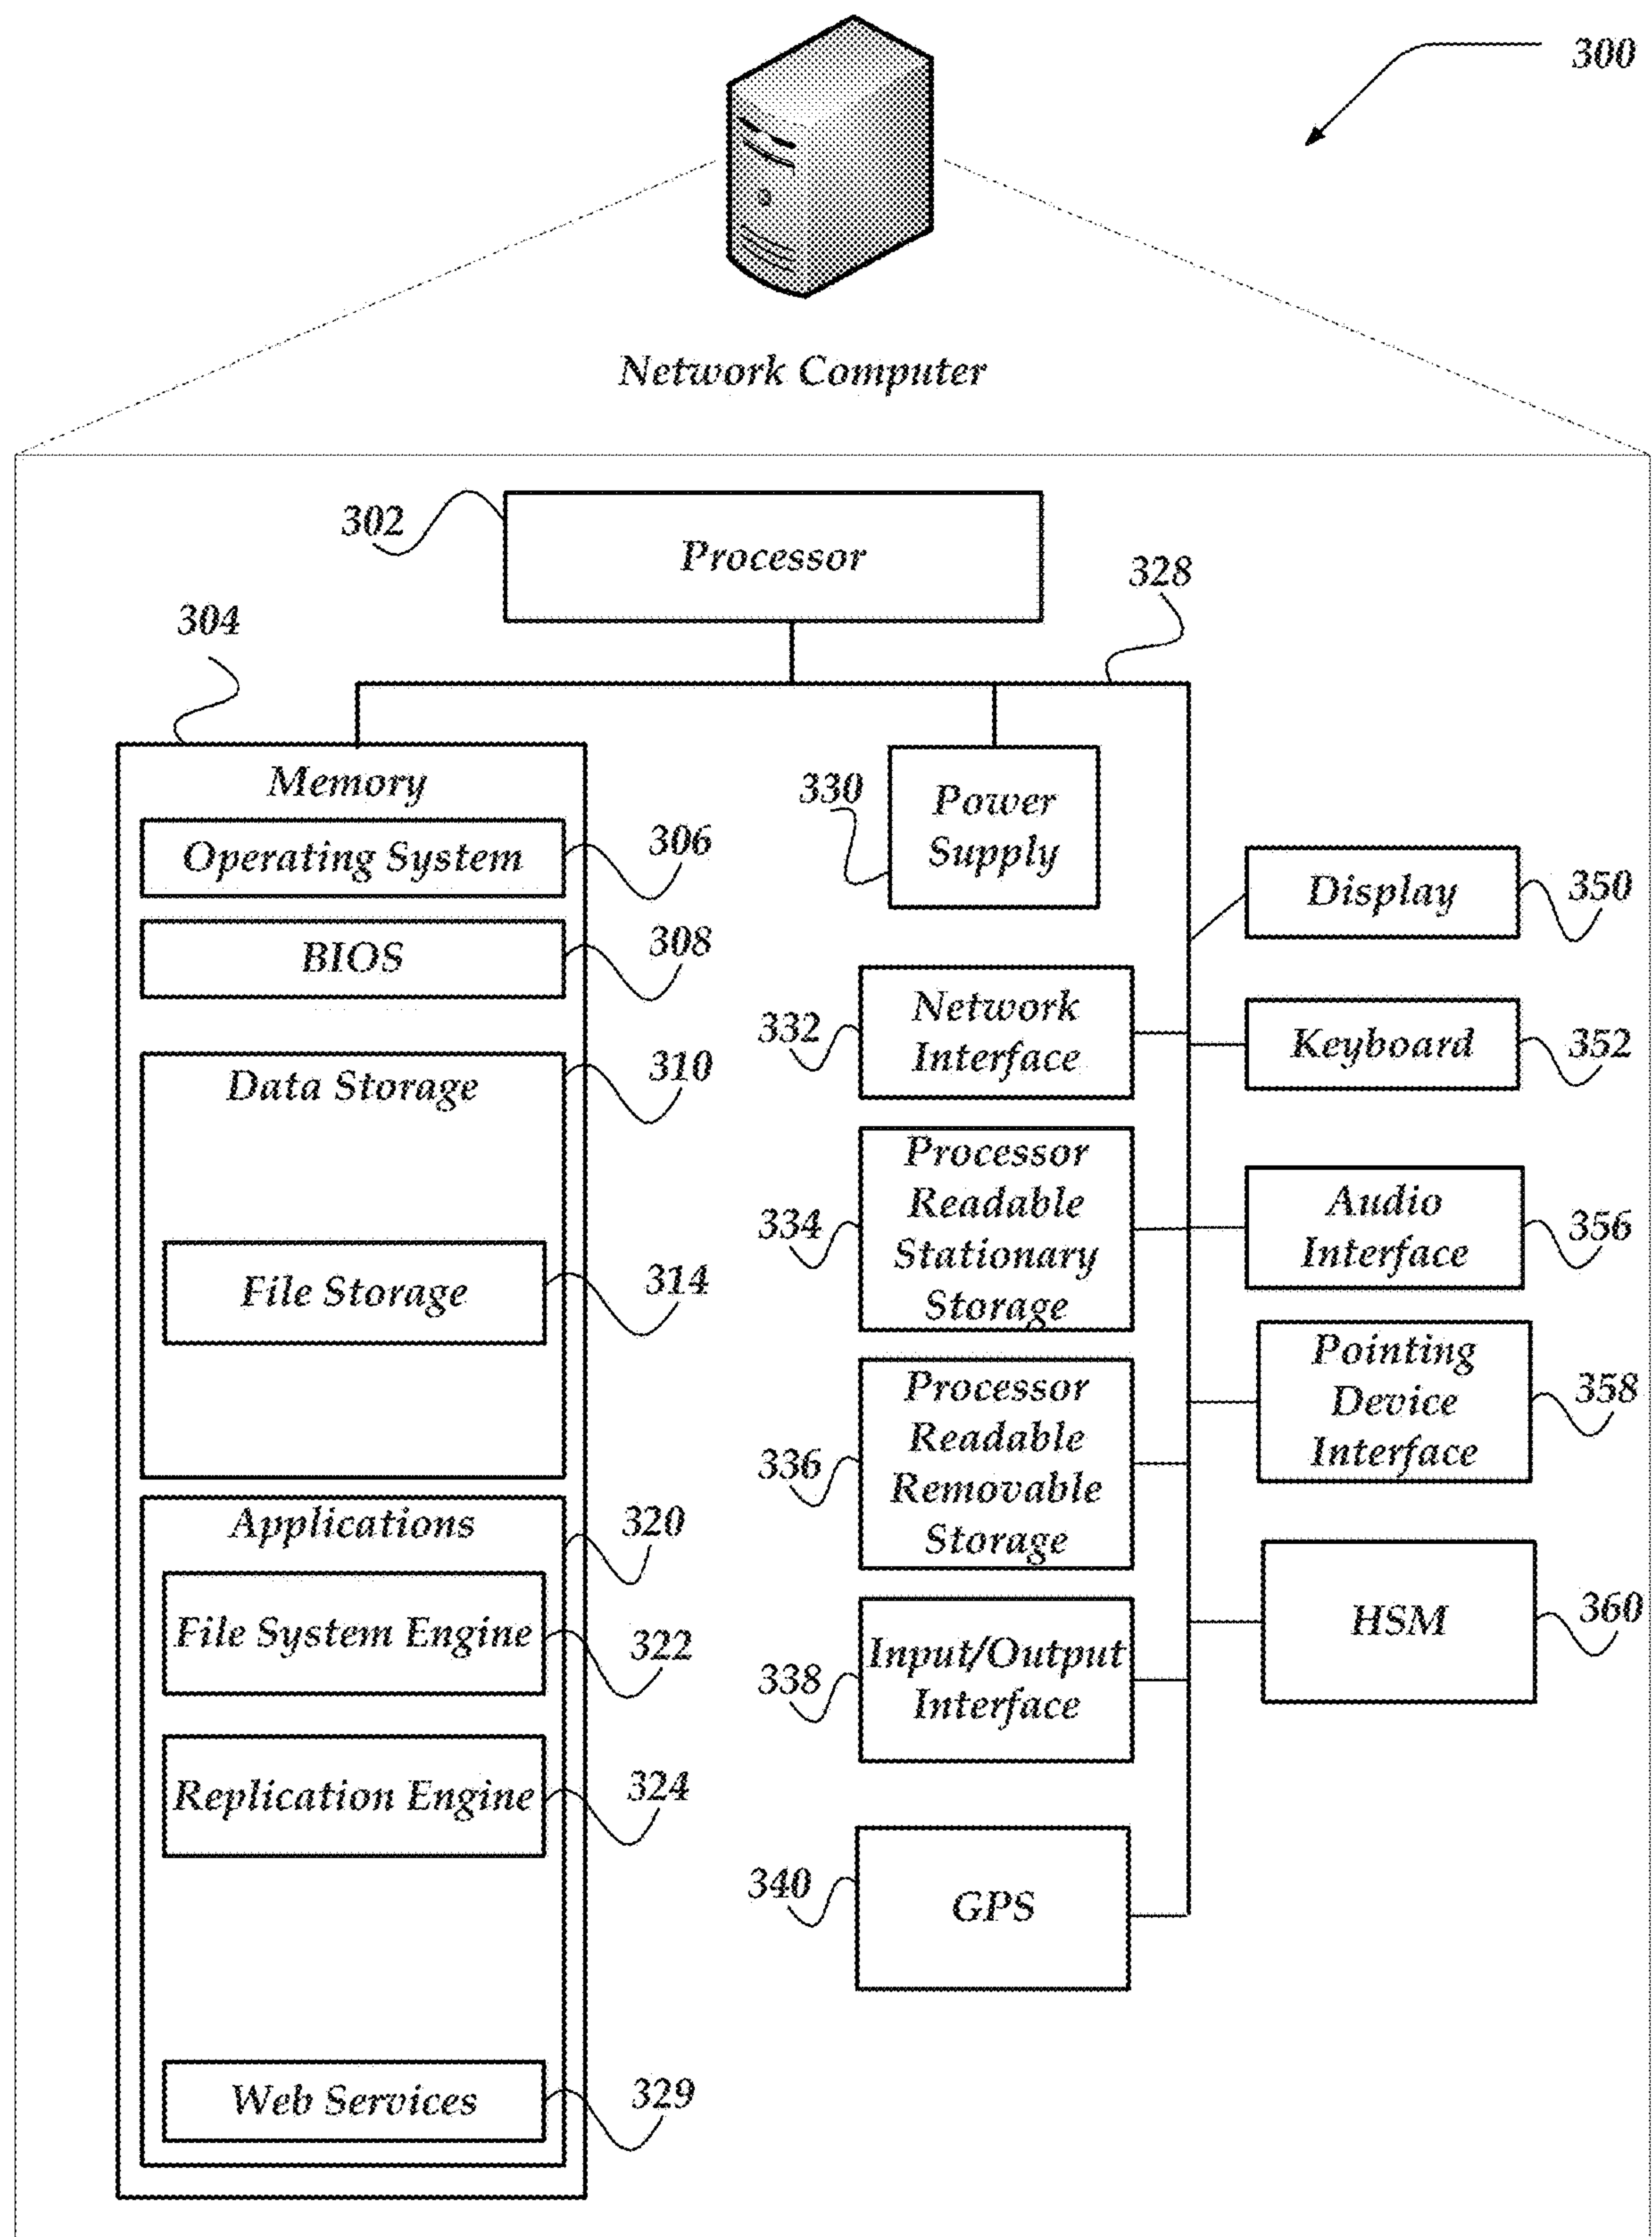 300
Network Computer
302
Processor
328
304
Memory
Operating System
306
BIOS
308
Data Storage
310
File Storage
314
Applications
320
File System Engine
322
Replication Engine
324
Web Services
329
330
Power
Supply
332
Network
Interface
334
Processor
Readable
Stationary
Storage
336
Processor
Readable
Removable
Storage
338
Input/Output
Interface
340
GPS
Display
350
Keyboard
352
Audio
Interface
356
Pointing
Device
Interface
358
HSM
360